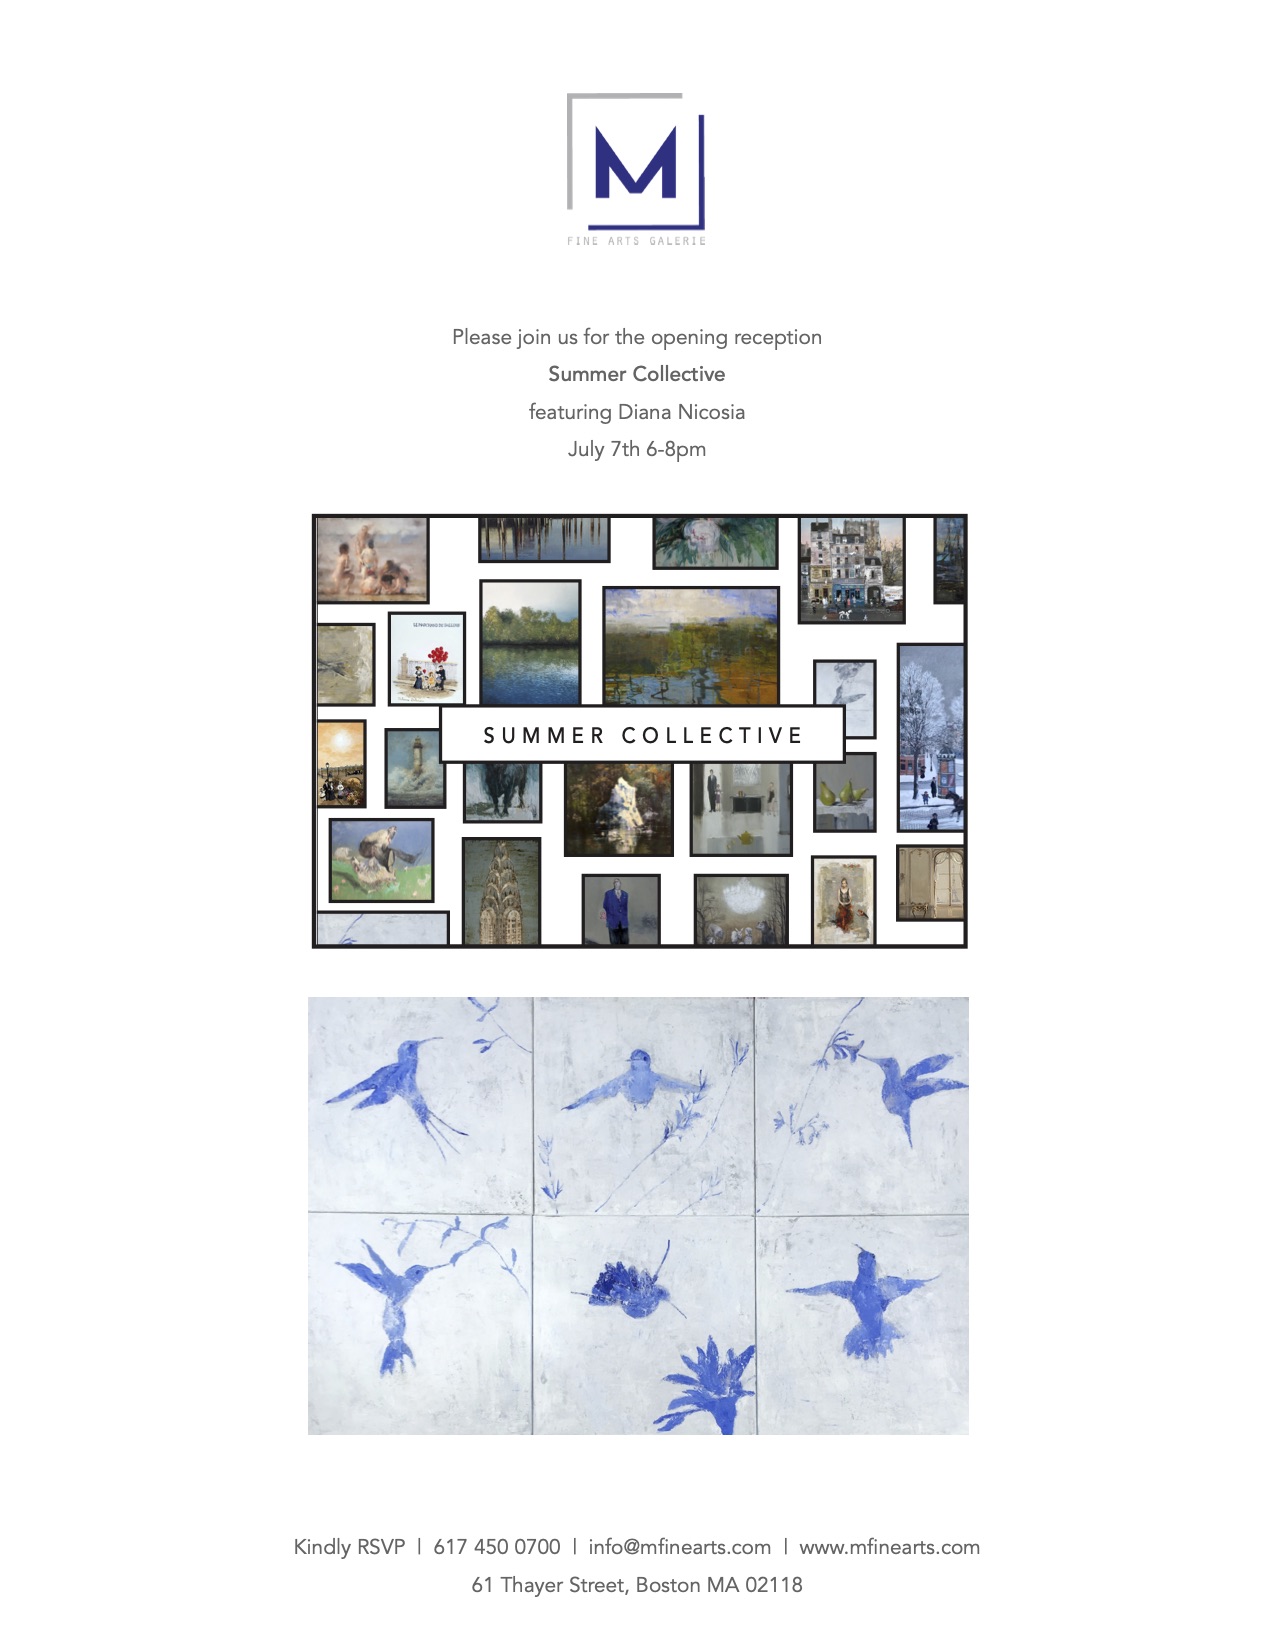 M
FINE ARTS GALERIE
Please join us for the opening reception
Summer Collective
featuring Diana Nicosia
July 7th 6-8pm
SUMMER COLLECTIVE
Kindly RSVP | 617 450 0700 | info@mfinearts.com | www.mfinearts.com
61 Thayer Street, Boston MA 02118